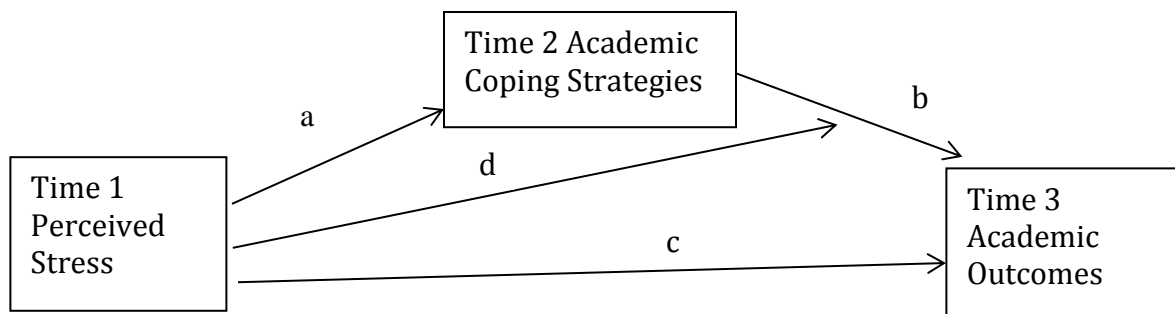 Time 2 Academic
Coping Strategies
b
a
d
Time 1
Perceived
Stress
Time 3
Academic
Outcomes
c